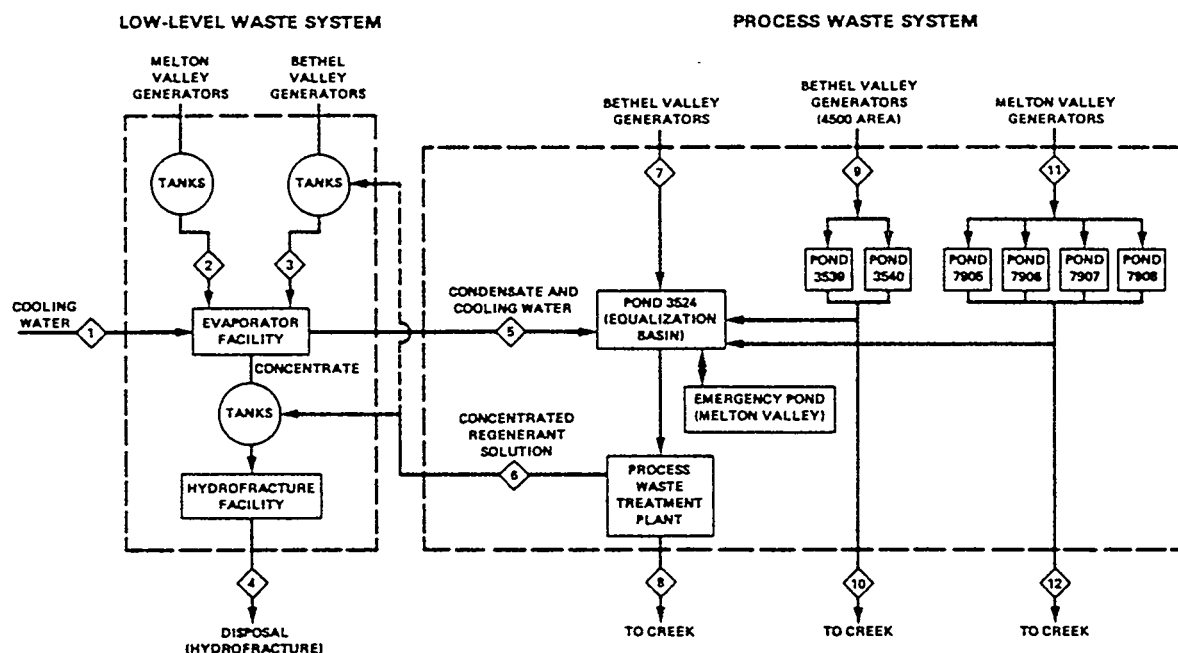 LOW-LEVEL WASTE SYSTEM
PROCESS WASTE SYSTEM
MELTON
VALLEY
GENERATORS
BETHEL
VALLEY
GENERATORS
BETHEL VALLEY
GENERATORS
BETHEL VALLEY
GENERATORS
(4500 AREA)
MELTON VALLEY
GENERATORS
TANKS
TANKS
7
9
11
2
3
POND
3539
POND
3540
POND
7905
POND
7906
POND
7907
POND
7908
COOLING
WATER
1
EVAPORATOR
FACILITY
CONDENSATE AND
COOLING WATER
5
POND 3524
(EQUALIZATION
BASIN)
CONCENTRATE
TANKS
EMERGENCY POND
(MELTON VALLEY)
CONCENTRATED
REGENERANT
SOLUTION
6
HYDROFRACTURE
FACILITY
PROCESS
WASTE
TREATMENT
PLANT
4
8
10
12
DISPOSAL
(HYDROFRACTURE)
TO CREEK
TO CREEK
TO CREEK